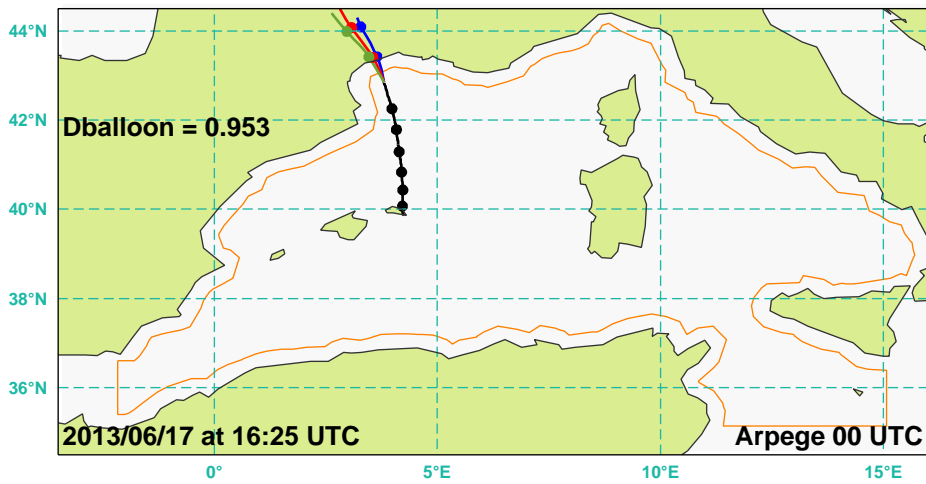 44°N
42°N
Dballoon = 0.953
40°N
38°N
36°N
2013/06/17 at 16:25 UTC
Arpege 00 UTC
0°
5°E
10°E
15°E